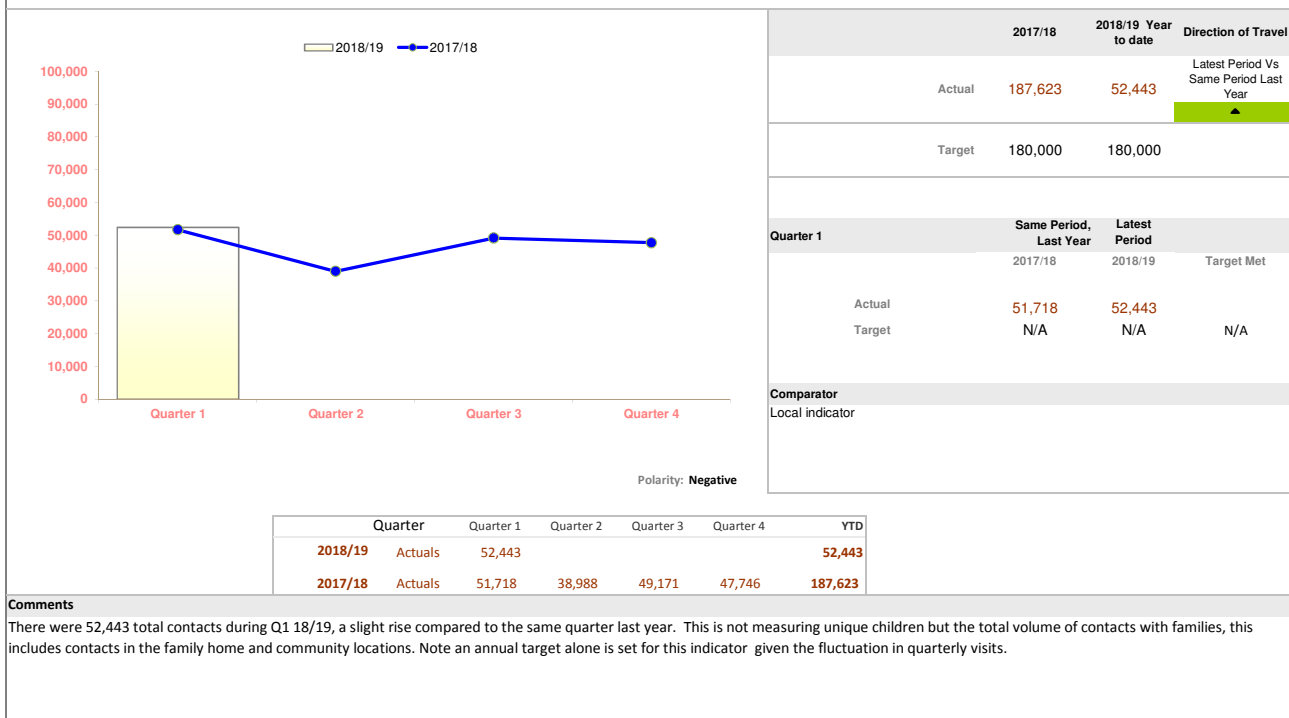 2018/19 2017/18
100,000
90,000
80,000
70,000
60,000
50,000
40,000
30,000
20,000
10,000
0
Quarter 1 Quarter 2 Quarter 3 Quarter 4
Polarity: Negative
2017/18 2018/19 Year to date Direction of Travel
Actual 187,623 52,443
Latest Period Vs
Same Period Last
Year
Target 180,000 180,000
Quarter 1 Same Period, Last Year Latest Period
2017/18 2018/19 Target Met
Actual 51,718 52,443
Target N/A N/A N/A
Comparator
Local indicator
Quarter Quarter 1 Quarter 2 Quarter 3 Quarter 4 YTD
2018/19 Actuals 52,443 52,443
2017/18 Actuals 51,718 38,988 49,171 47,746 187,623
Comments
There were 52,443 total contacts during Q1 18/19, a slight rise compared to the same quarter last year. This is not measuring unique children but the total volume of contacts with families, this
includes contacts in the family home and community locations. Note an annual target alone is set for this indicator given the fluctuation in quarterly visits.